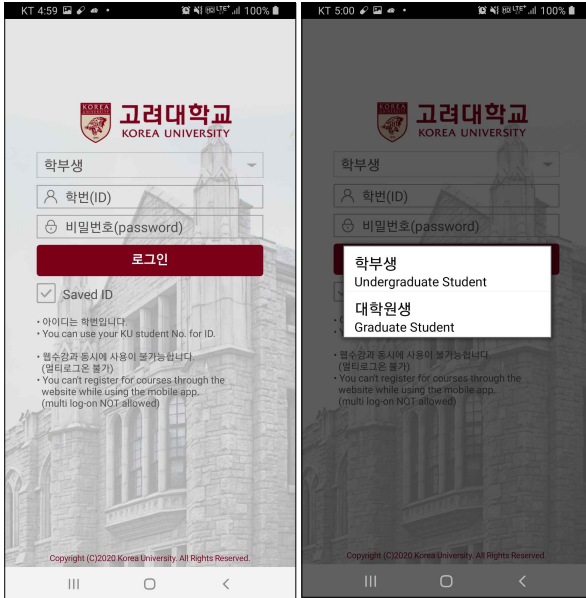 KT 4:59
100%
KOREA
고려대학교
KOREA UNIVERSITY
학부생
학번(ID)
비밀번호(password)
로그인
Saved ID
• 아이디는 학번입니다.
• You can use your KU student No. for ID.
• 웹수강과 동시에 사용이 불가능합니다.
(멀티로그온 불가)
• You can't register for courses through the
website while using the mobile app.
(multi log-on NOT allowed)
Copyright (C)2020 Korea University. All Rights Reserved.
KT 5:00
100%
KOREA
고려대학교
KOREA UNIVERSITY
학부생
학번(ID)
비밀번호(password)
학부생
Undergraduate Student
대학원생
Graduate Student
• 웹수강과 동시에 사용이 불가능합니다.
(멀티로그온 불가)
• You can't register for courses through the
website while using the mobile app.
(multi log-on NOT allowed)
Copyright (C)2020 Korea University. All Rights Reserved.